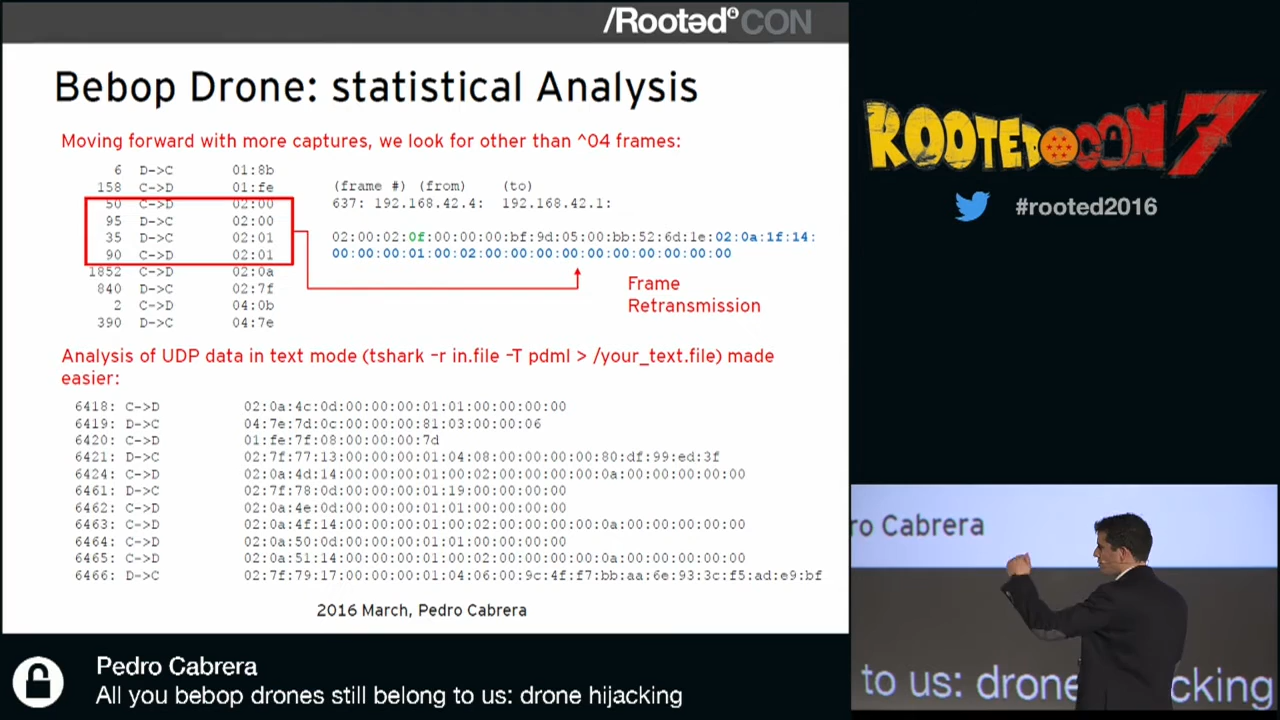 /Rooted CON
Bebop Drone: statistical Analysis
Moving forward with more captures, we look for other than ^04 frames:
6 D->C 01:8b
158 C->D 01:fe
50 C->D 02:00
95 D->C 02:00
35 D->C 02:01
90 C->D 02:01
1852 C->D 02:0a
840 D->C 02:7f
2 C->D 04:0b
390 D->C 04:7e
(frame #) (from) (to)
637: 192.168.42.4: 192.168.42.1:
02:00:02:0f:00:00:00:bf:9d:05:00:bb:52:6d:1e:02:0a:1f:14:
00:00:00:01:00:02:00:00:00:00:00:00:00:00:00:00
Frame
Retransmission
Analysis of UDP data in text mode (tshark –r in.file –T pdml > /your_text.file) made
easier:
6418: C->D 02:0a:4c:0d:00:00:00:01:01:00:00:00:00
6419: D->C 04:7e:7d:0c:00:00:00:81:03:00:00:06
6420: C->D 01:fe:7f:08:00:00:00:7d
6421: D->C 02:7f:77:13:00:00:00:01:04:08:00:00:00:00:80:df:99:ed:3f
6424: C->D 02:0a:4d:14:00:00:00:01:00:02:00:00:00:00:0a:00:00:00:00:00
6461: D->C 02:7f:78:0d:00:00:00:01:19:00:00:00:00
6462: C->D 02:0a:4e:0d:00:00:00:01:01:00:00:00:00
6463: C->D 02:0a:4f:14:00:00:00:01:00:02:00:00:00:00:0a:00:00:00:00:00
6464: C->D 02:0a:50:0d:00:00:00:01:01:00:00:00:00
6465: C->D 02:0a:51:14:00:00:00:01:00:02:00:00:00:00:0a:00:00:00:00:00
6466: D->C 02:7f:79:17:00:00:00:01:04:06:00:9c:4f:f7:bb:aa:6e:93:3c:f5:ad:e9:bf
2016 March, Pedro Cabrera
ROOTEDCON 7
#rooted2016
ro Cabrera
to us: drone cking
Pedro Cabrera
All you bebop drones still belong to us: drone hijacking